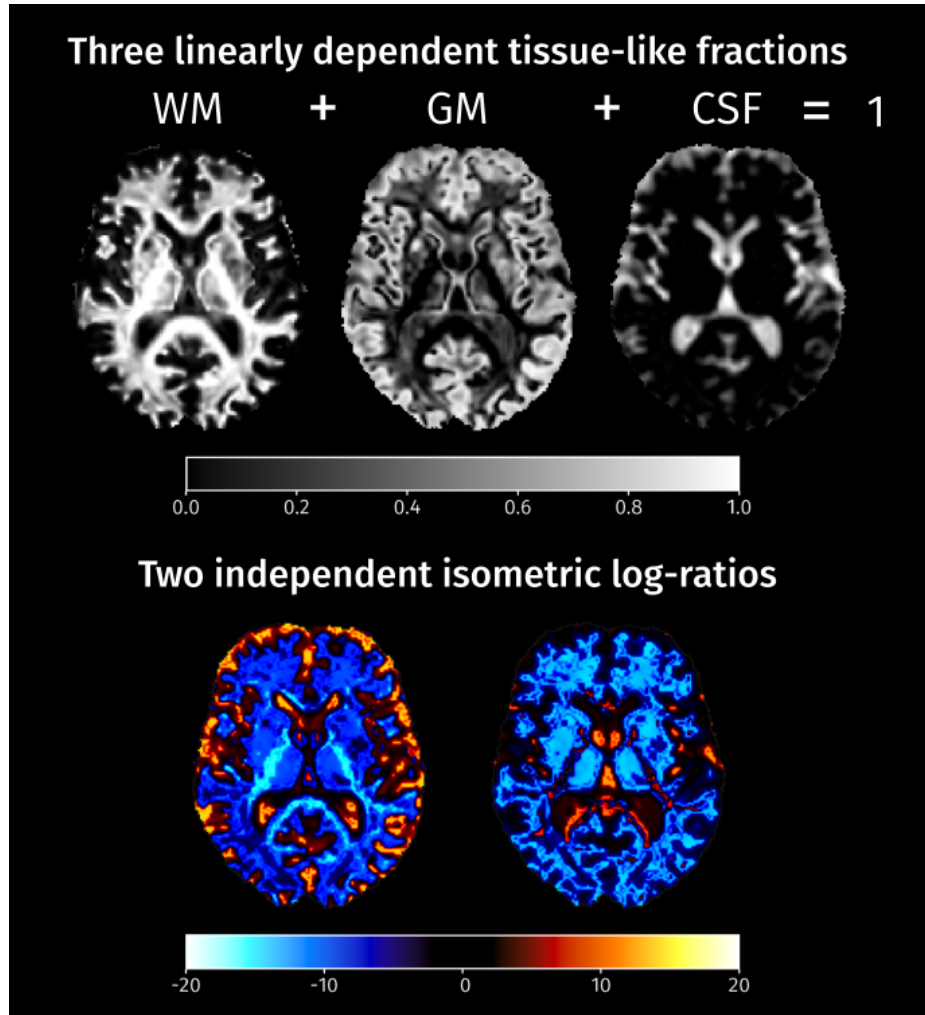 Three linearly dependent tissue-like fractions
WM + GM + CSF = 1
0.0 0.2 0.4 0.6 0.8 1.0
Two independent isometric log-ratios
-20 -10 0 10 20